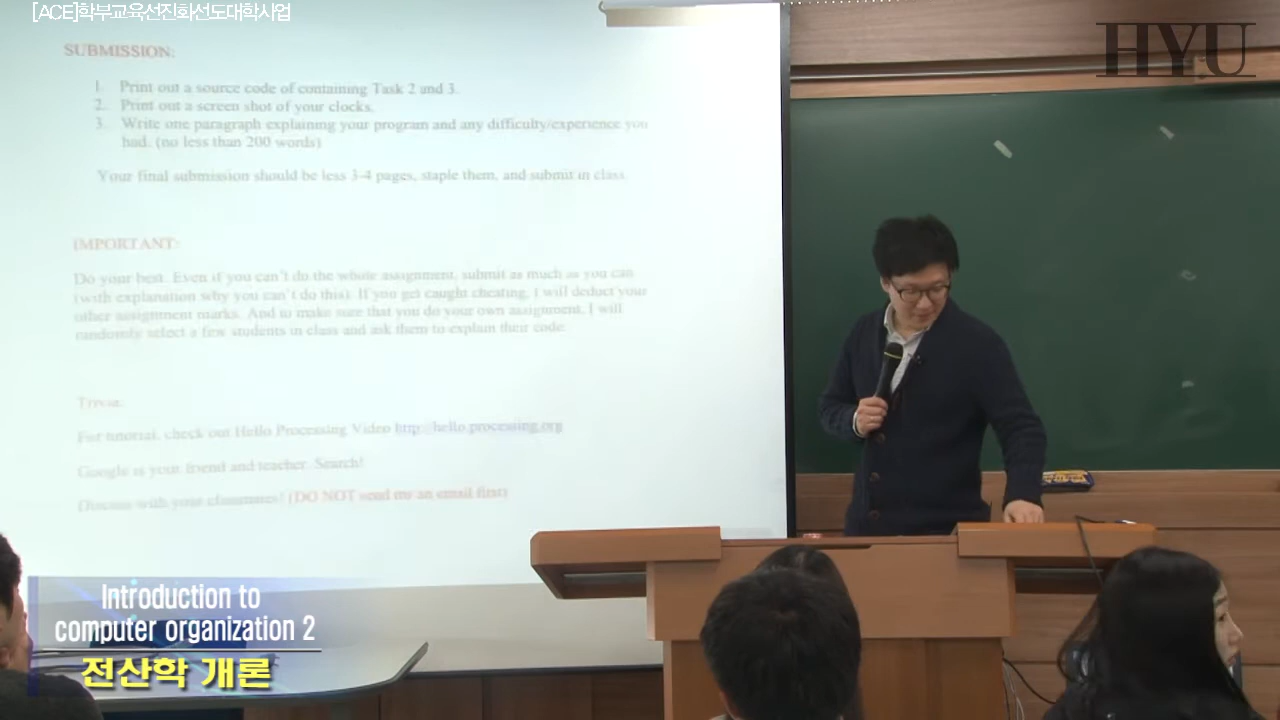 [ACE]학부교육선진화선도대학사업
HYU
SUBMISSION:
1. Print out a source code of containing Task 2 and 3.
2. Print out a screen shot of your clocks.
3. Write one paragraph explaining your program and any difficulty/experience you
had. (no less than 200 words)
Your final submission should be less 3-4 pages, staple them, and submit in class.
IMPORTANT:
Do your best. Even if you can't do the whole assignment, submit as much as you can
(with explanation why you can't do this). If you get caught cheating, I will deduct your
other assignment marks. And to make sure that you do your own assignment, I will
randomly select a few students in class and ask them to explain their code.
Trivia:
For tutorial, check out Hello Processing Video http://hello.processing.org
Google is your friend and teacher. Search!
Discuss with your classmates! (DO NOT send me an email first)
Introduction to
computer organization 2
전산학 개론